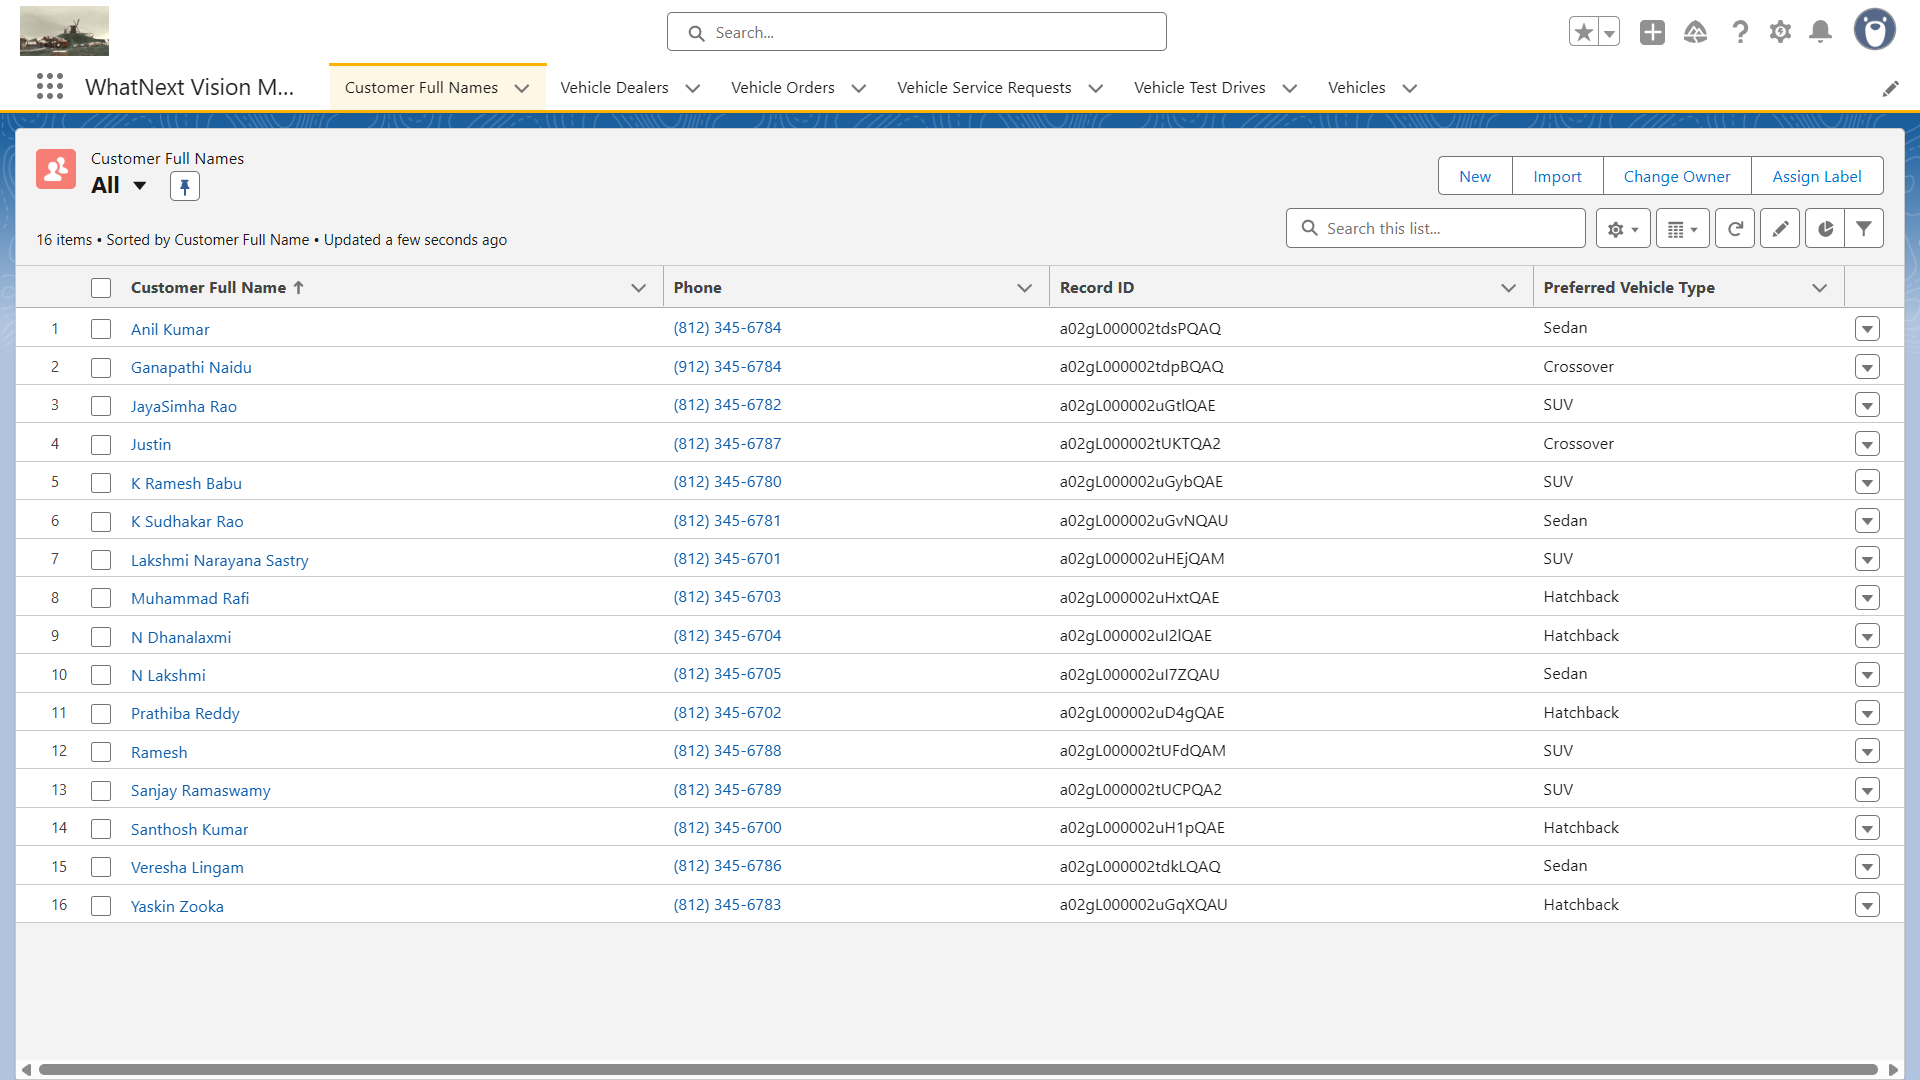 Search...
WhatNext Vision M...
Customer Full Names Vehicle Dealers Vehicle Orders Vehicle Service Requests Vehicle Test Drives Vehicles
Customer Full Names
All
New Import Change Owner Assign Label
16 items • Sorted by Customer Full Name • Updated a few seconds ago
Search this list...
Customer Full Name Phone Record ID Preferred Vehicle Type
1 Anil Kumar (812) 345-6784 a02gL000002tdsPQAQ Sedan
2 Ganapathi Naidu (912) 345-6784 a02gL000002tdpBQAQ Crossover
3 JayaSimha Rao (812) 345-6782 a02gL000002uGtlQAE SUV
4 Justin (812) 345-6787 a02gL000002tUKTQA2 Crossover
5 K Ramesh Babu (812) 345-6780 a02gL000002uGybQAE SUV
6 K Sudhakar Rao (812) 345-6781 a02gL000002uGvNQAU Sedan
7 Lakshmi Narayana Sastry (812) 345-6701 a02gL000002uHEjQAM SUV
8 Muhammad Rafi (812) 345-6703 a02gL000002uHxtQAE Hatchback
9 N Dhanalaxmi (812) 345-6704 a02gL000002uI2lQAE Hatchback
10 N Lakshmi (812) 345-6705 a02gL000002uI7ZQAU Sedan
11 Prathiba Reddy (812) 345-6702 a02gL000002uD4gQAE Hatchback
12 Ramesh (812) 345-6788 a02gL000002tUFdQAM SUV
13 Sanjay Ramaswamy (812) 345-6789 a02gL000002tUCPQA2 SUV
14 Santhosh Kumar (812) 345-6700 a02gL000002uH1pQAE Hatchback
15 Veresha Lingam (812) 345-6786 a02gL000002tdkLQAQ Sedan
16 Yaskin Zooka (812) 345-6783 a02gL000002uGqXQAU Hatchback